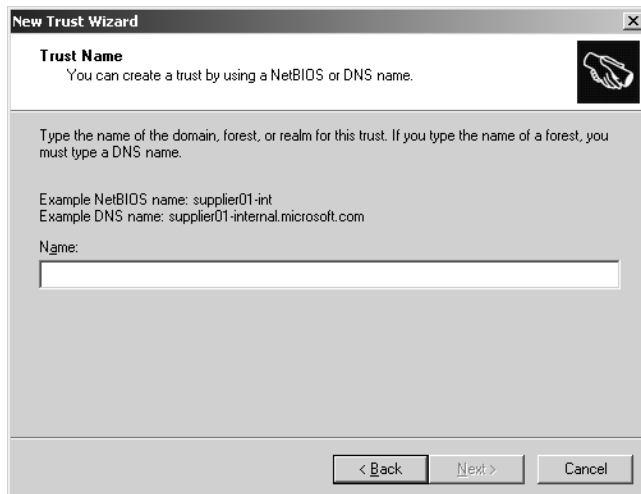 New Trust Wizard
Trust Name
You can create a trust by using a NetBIOS or DNS name.
Type the name of the domain, forest, or realm for this trust. If you type the name of a forest, you
must type a DNS name.
Example NetBIOS name: supplier01-int
Example DNS name: supplier01-internal.microsoft.com
Name:
< Back
Next >
Cancel